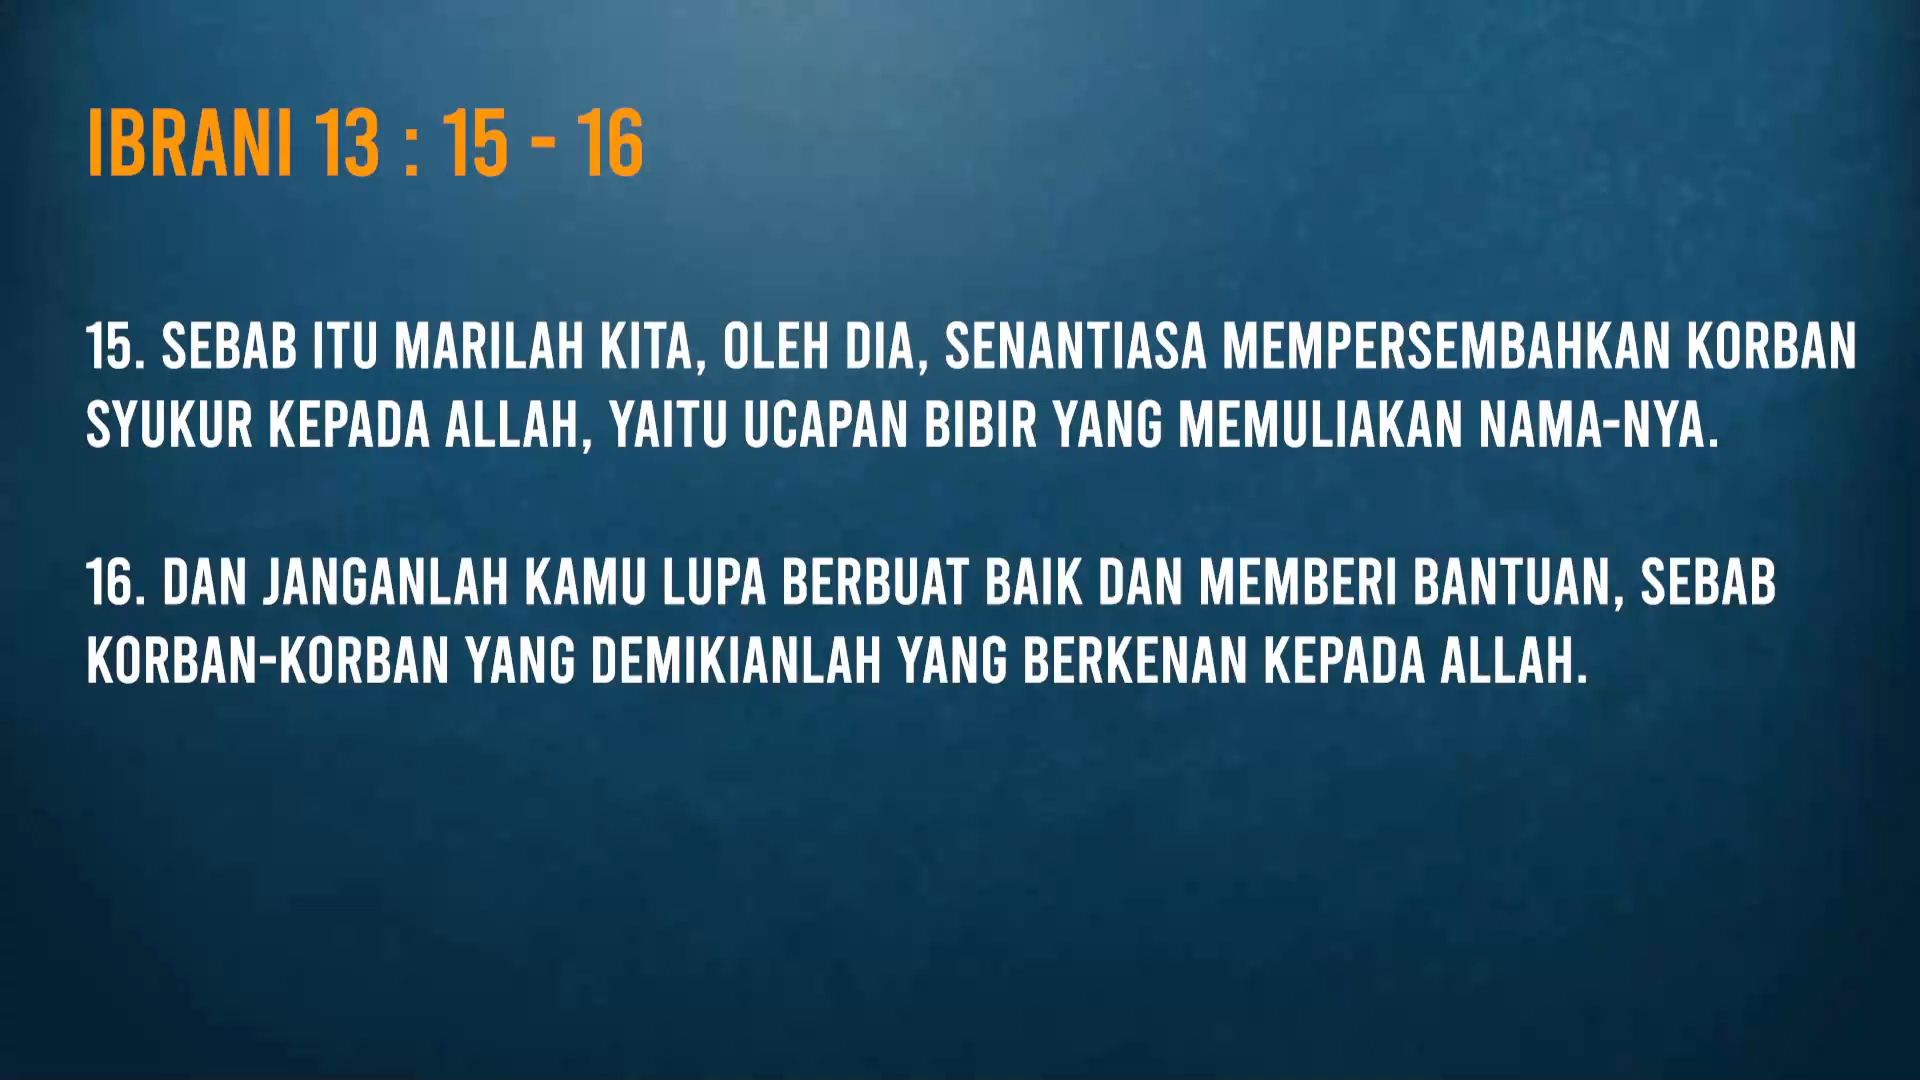 IBRANI 13 : 15 - 16
15. SEBAB ITU MARILAH KITA, OLEH DIA, SENANTIASA MEMPERSEMBAHKAN KORBAN
SYUKUR KEPADA ALLAH, YAITU UCAPAN BIBIR YANG MEMULIAKAN NAMA-NYA.
16. DAN JANGANLAH KAMU LUPA BERBUAT BAIK DAN MEMBERI BANTUAN, SEBAB
KORBAN-KORBAN YANG DEMIKIANLAH YANG BERKENAN KEPADA ALLAH.